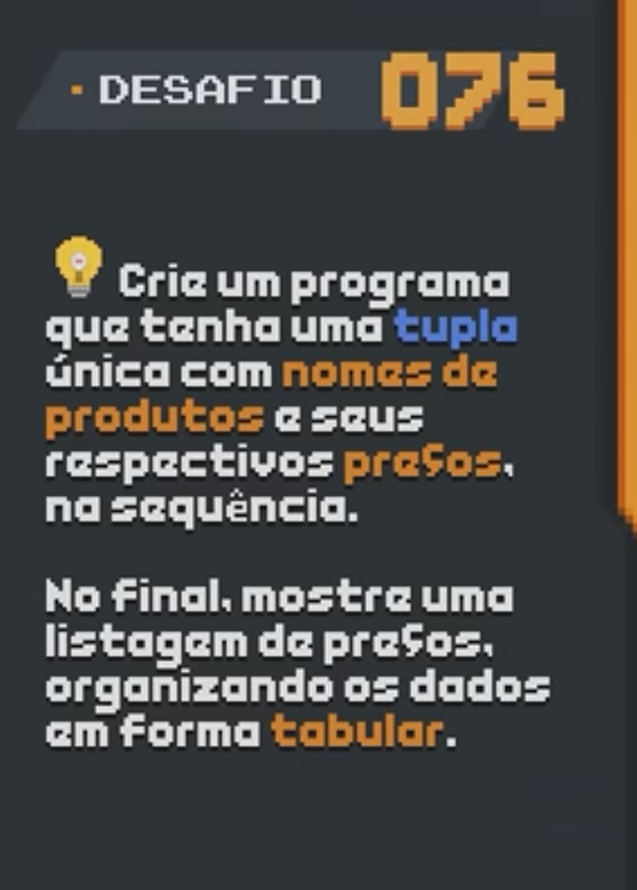 DESAFIO 076
Crie um programa
que tenha uma tupla
única com nomes de
produtos e seus
respectivos preços,
na sequência.
No final, mostre uma
listagem de preços,
organizando os dados
em forma tabular.